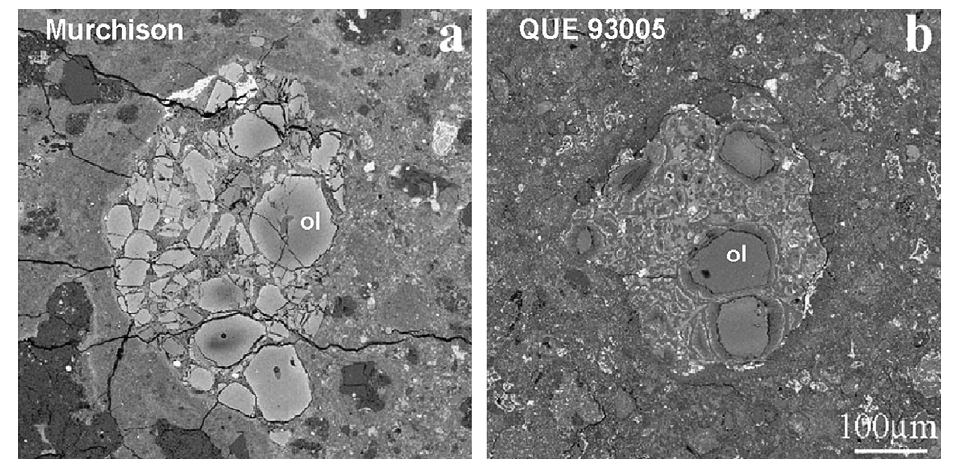 Murchison
a
ol
QUE 93005
b
ol
100μm